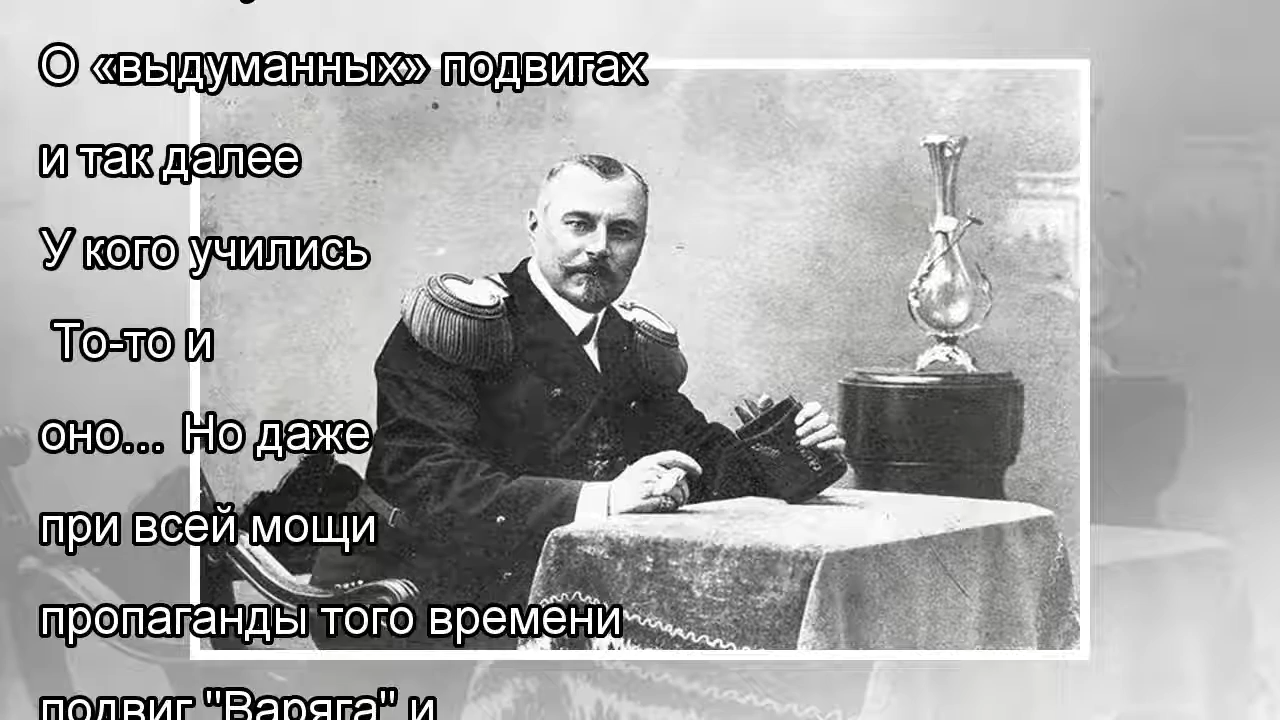 О «выдуманных» подвигах
и так далее
У кого учились
То-то и
оно... Но даже
при всей мощи
пропаганды того времени
подвиг "Варяга" и